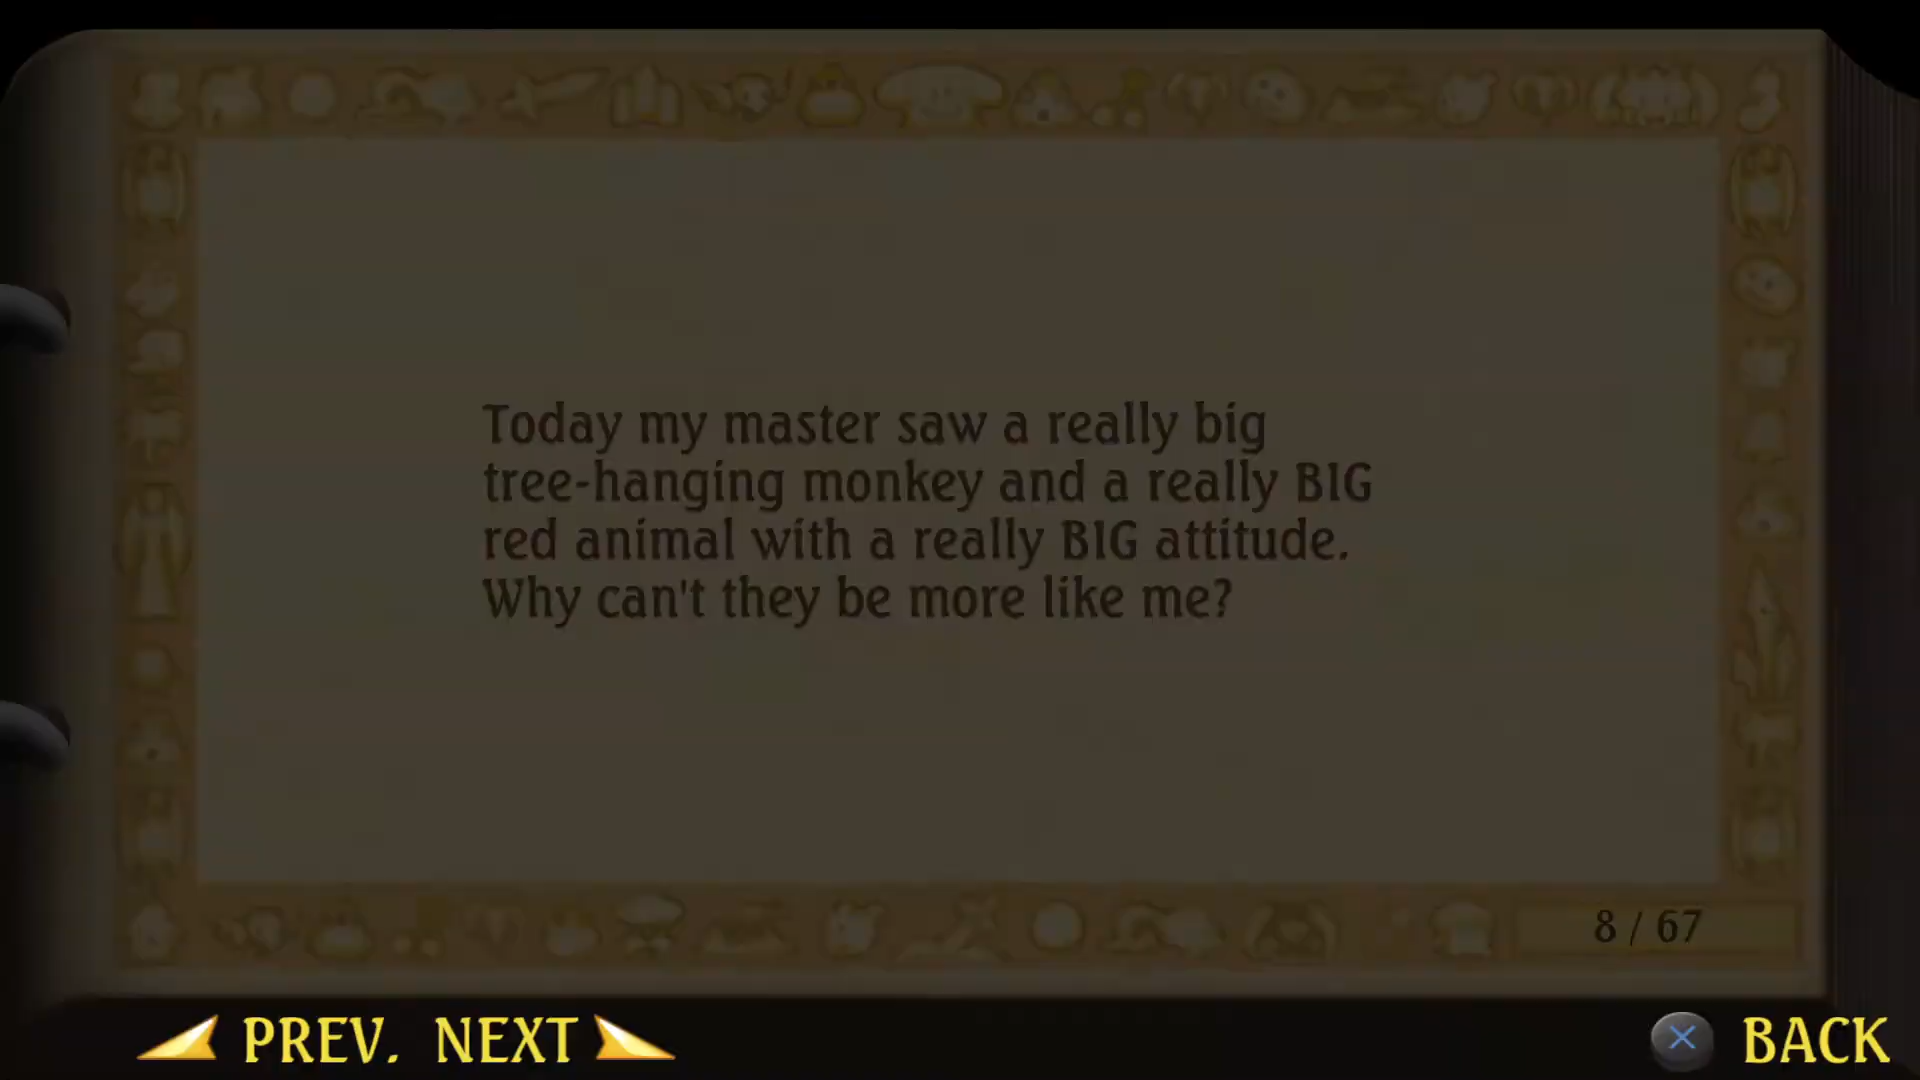 Today my master saw a really big
tree-hanging monkey and a really BIG
red animal with a really BIG attitude.
Why can't they be more like me?
8 / 67
PREV. NEXT BACK